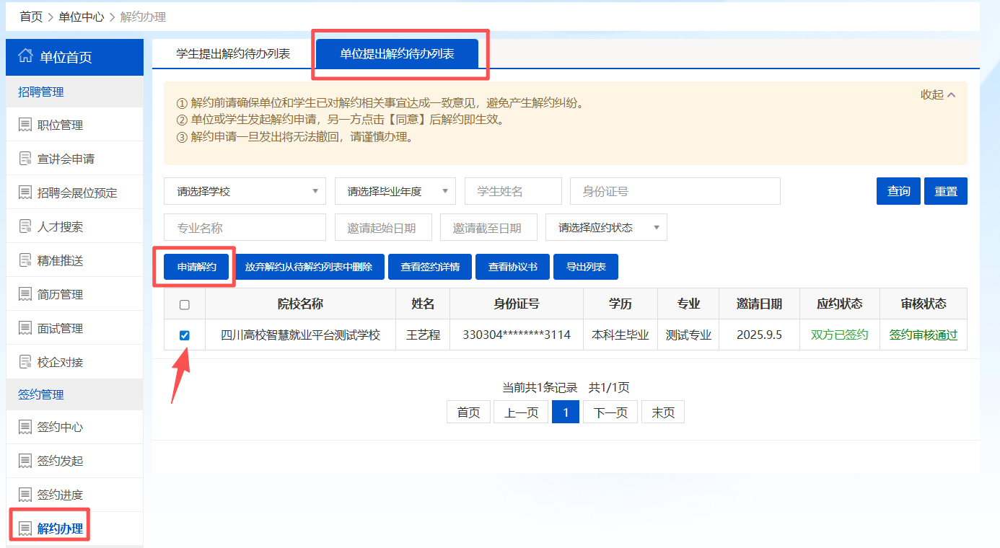 首页 > 单位中心 > 解约办理
单位首页
招聘管理
职位管理
宣讲会申请
招聘会展位预定
人才搜索
精准推送
简历管理
面试管理
校企对接
签约管理
签约中心
签约发起
签约进度
解约办理
学生提出解约待办列表 单位提出解约待办列表
收起
① 解约前请确保单位和学生已对解约相关事宜达成一致意见，避免产生解约纠纷。
② 单位或学生发起解约申请，另一方点击【同意】后解约即生效。
③ 解约申请一旦发出将无法撤回，请谨慎办理。
请选择学校 请选择毕业年度 学生姓名 身份证号 查询 重置
专业名称 邀请起始日期 邀请截至日期 请选择应约状态
申请解约 放弃解约从待解约列表中删除 查看签约详情 查看协议书 导出列表
院校名称 姓名 身份证号 学历 专业 邀请日期 应约状态 审核状态
四川高校智慧就业平台测试学校 王艺程 330304********3114 本科生毕业 测试专业 2025.9.5 双方已签约 签约审核通过
当前共1条记录 共1/1页
首页 上一页 1 下一页 末页